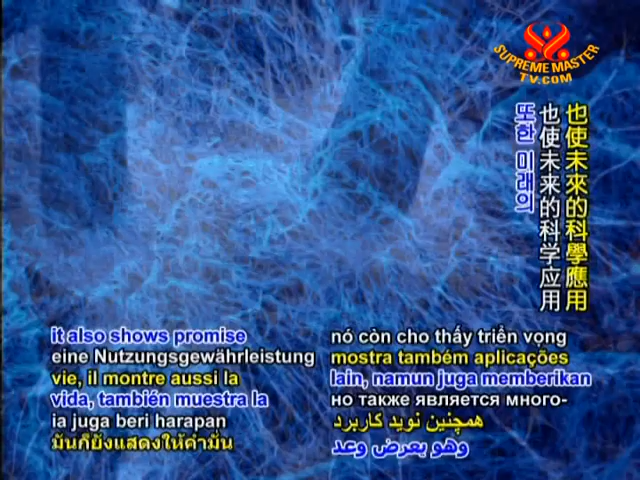 SUPREME MASTER
TV.COM
也使未來的科學應用
也使未来的科学应用
또한 미래의
it also shows promise
eine Nutzungsgewährleistung
vie, il montre aussi la
vida, también muestra la
ia juga beri harapan
มันก็ยังแสดงให้คำมั่น
nó còn cho thấy triển vọng
mostra também aplicações
lain, namun juga memberikan
но также является много-
همچنین نوید کاربرد
وهو يعرض وعد